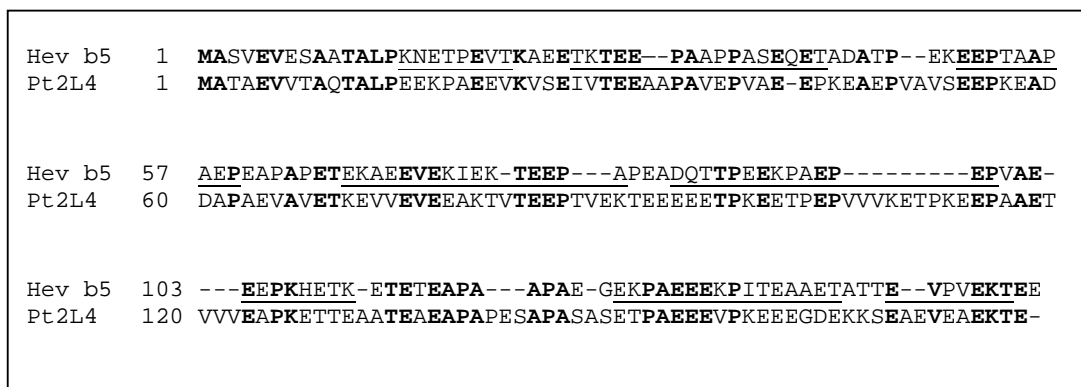 Hev b5 1 MASVEVESAATALPKNETPEVTKAEETKTEE--PAAPPASEQETADATP--EKEEPTAAP
Pt2L4 1 MATAEVVTAQTALPEEKPAEEVKVSEIVTEEAAPAVEPVAE-EPKEAEPVAVSEEPKEAD
Hev b5 57 AEPEAPAPETEKAEEVEKIEK-TEEP---APEADQTTPEEKPAEP---------EPVAE-
Pt2L4 60 DAPAEVAVETKEVVEVEEAKTVTEEPTVEKTEEEEETPKEETPEPVVVKETPKEEPAAET
Hev b5 103 ---EEPKHETK-ETETEAPA---APAE-GEKPAEEEKPITEAAETATTE--VPVEKTEE
Pt2L4 120 VVVEAPKETTEAATEAEAPAPESAPASASETPAEEEVPKEEEGDEKKSEAEVEAEKTE-